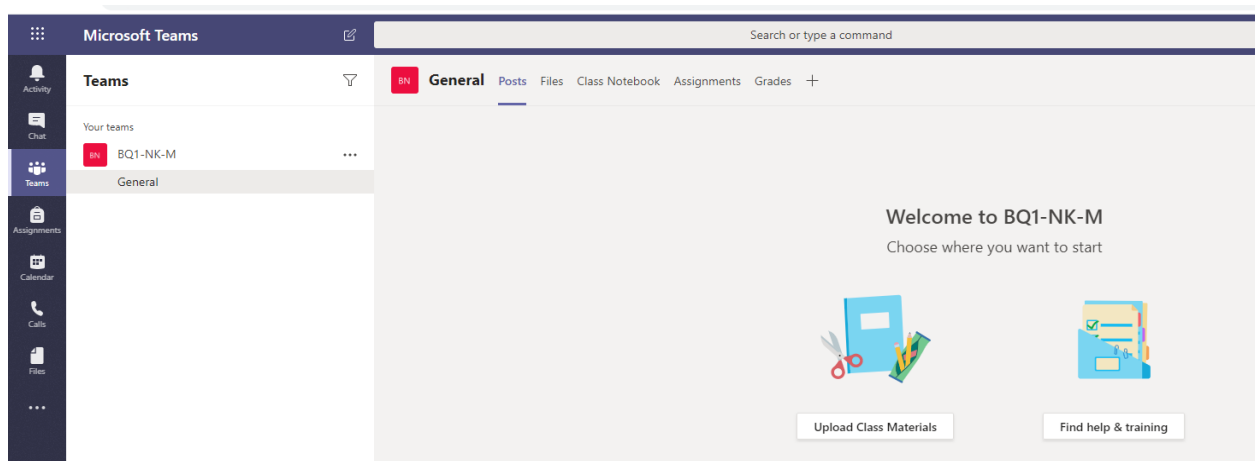 Microsoft Teams
Search or type a command
Activity
Chat
Teams
Assignments
Calendar
Calls
Files
Teams
Your teams
BN BQ1-NK-M
General
BN General Posts Files Class Notebook Assignments Grades
Welcome to BQ1-NK-M
Choose where you want to start
Upload Class Materials
Find help & training